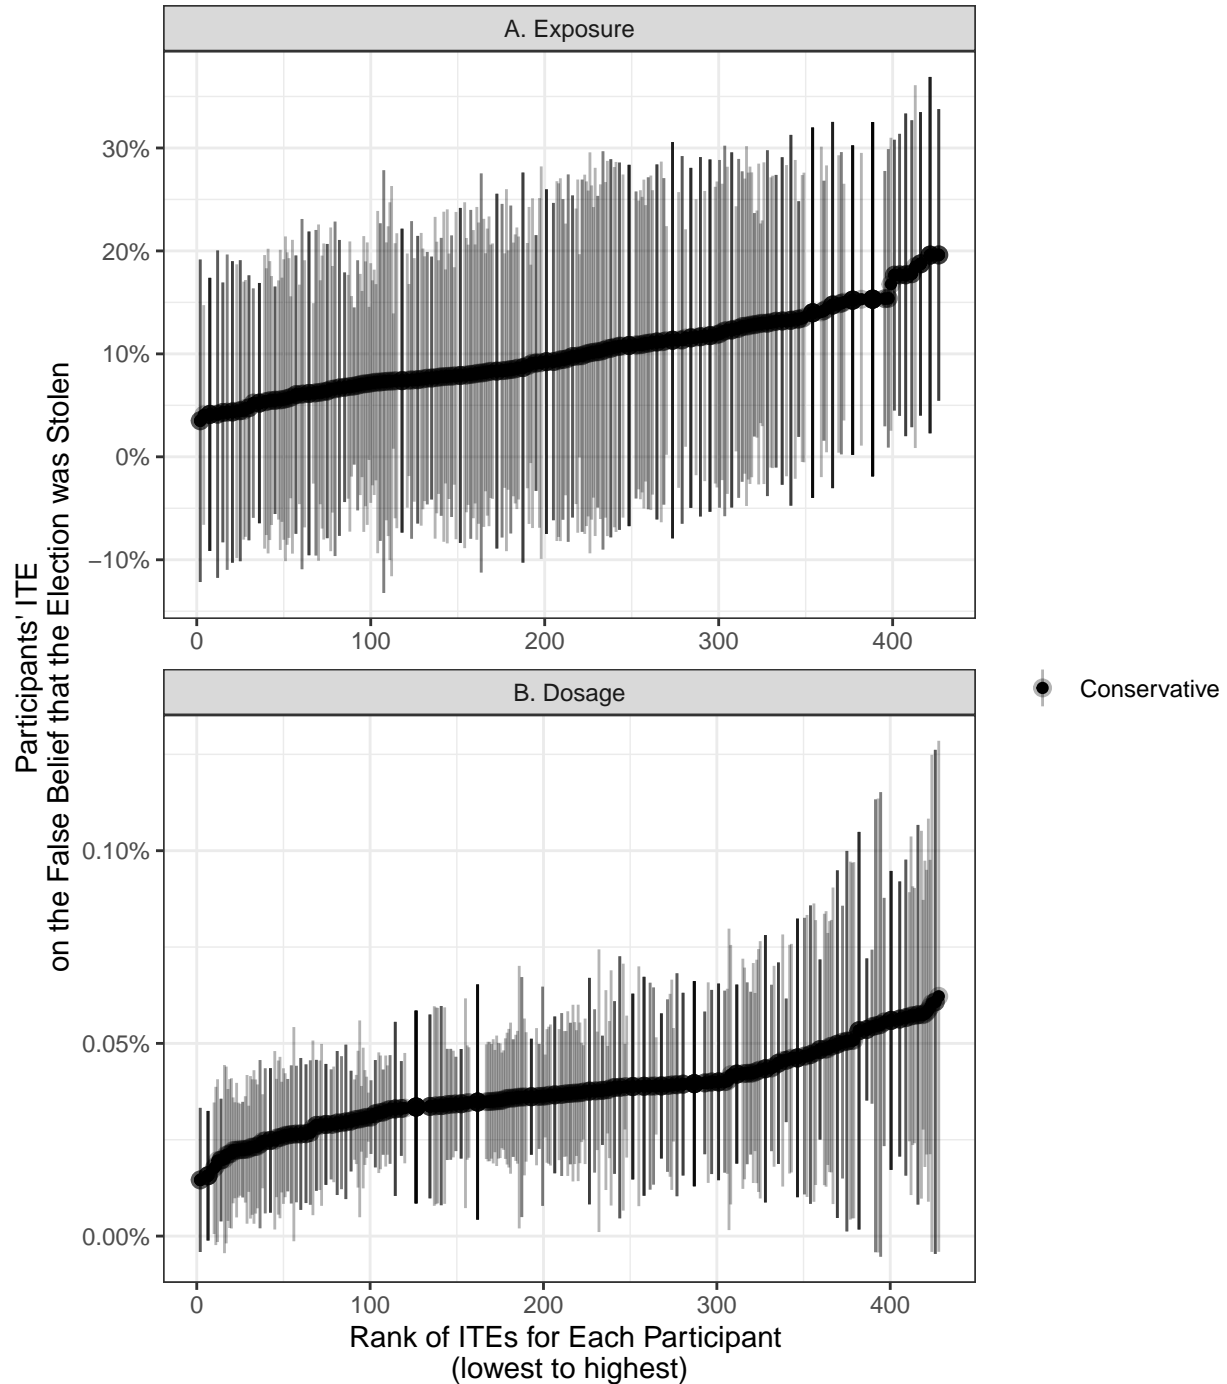 A. Exposure
30%
20%
10%
0%
−10%
0 100 200 300 400
Participants' ITE
on the False Belief that the Election was Stolen
Conservative
B. Dosage
0.10%
0.05%
0.00%
0 100 200 300 400
Rank of ITEs for Each Participant
(lowest to highest)